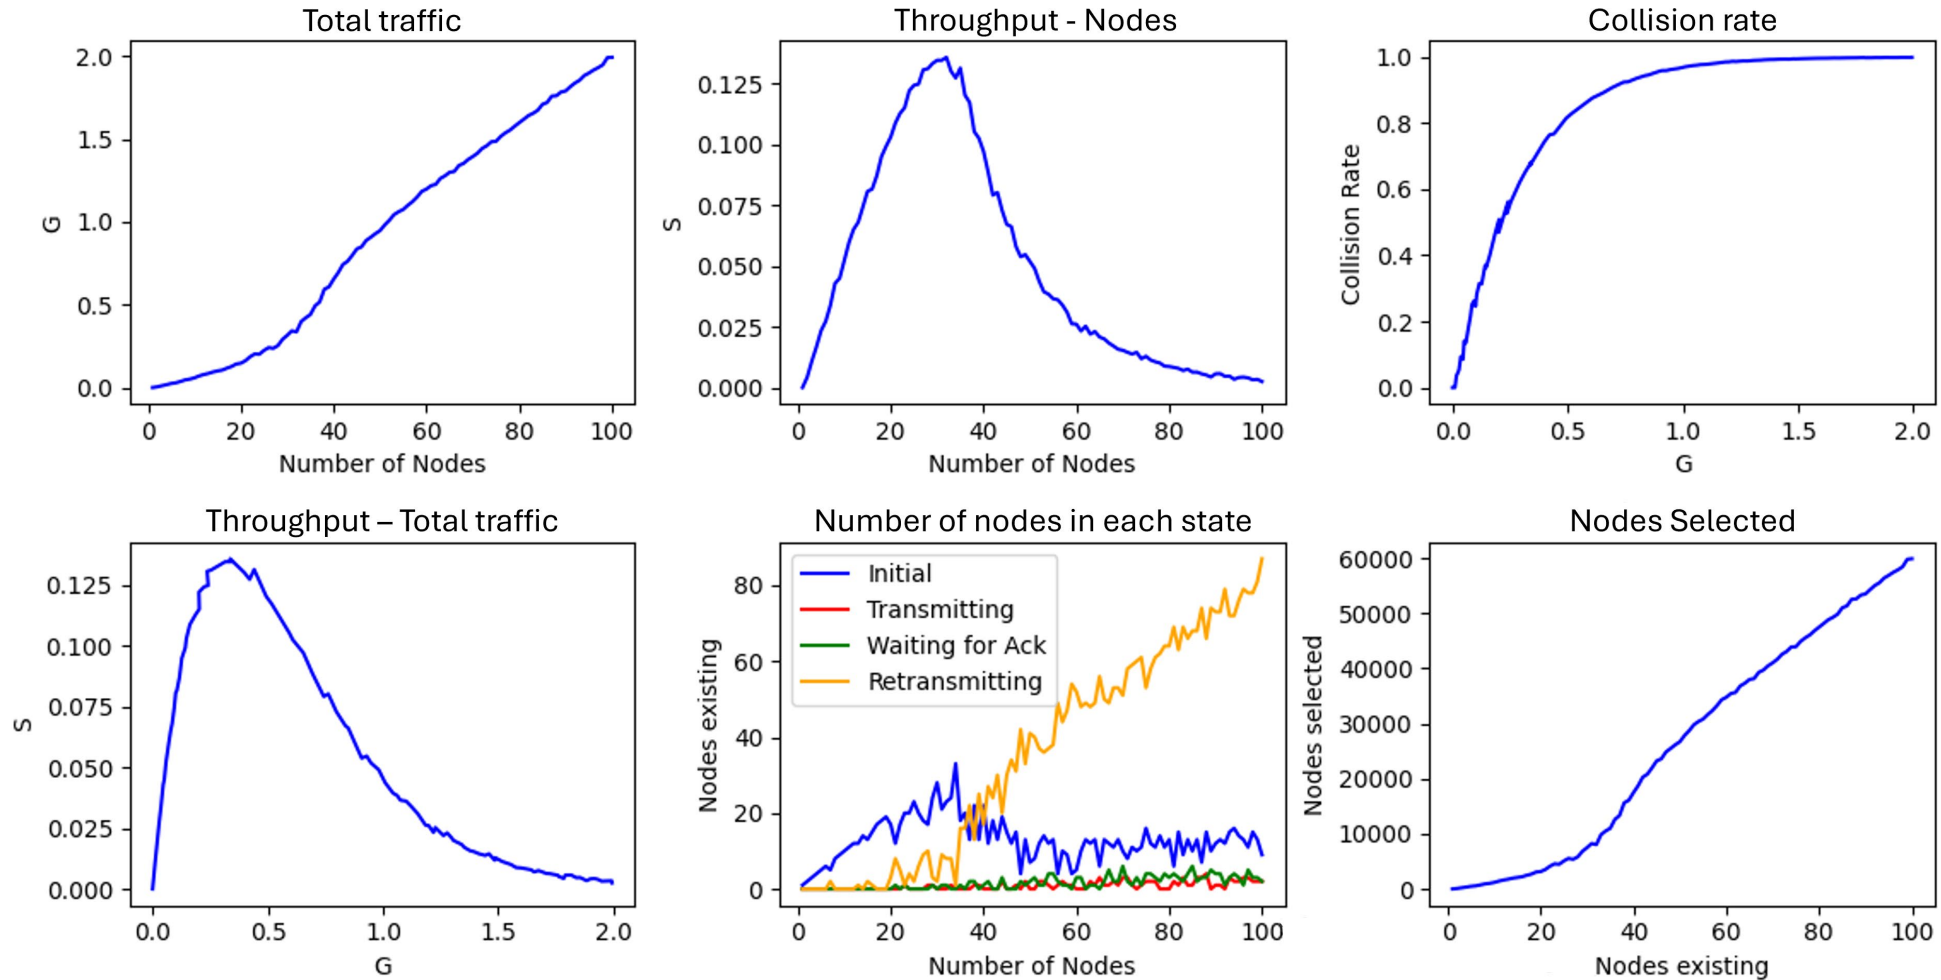 Total traffic
2.0
1.5
1.0
0.5
0.0
G
0 20 40 60 80 100
Number of Nodes
Throughput - Nodes
0.125
0.100
0.075
0.050
0.025
0.000
S
0 20 40 60 80 100
Number of Nodes
Collision rate
1.0
0.8
0.6
0.4
0.2
0.0
Collision Rate
0.0 0.5 1.0 1.5 2.0
G
Throughput – Total traffic
0.125
0.100
0.075
0.050
0.025
0.000
S
0.0 0.5 1.0 1.5 2.0
G
Number of nodes in each state
Initial
Transmitting
Waiting for Ack
Retransmitting
80
60
40
20
0
Nodes existing
0 20 40 60 80 100
Number of Nodes
Nodes Selected
60000
50000
40000
30000
20000
10000
0
Nodes selected
0 20 40 60 80 100
Nodes existing